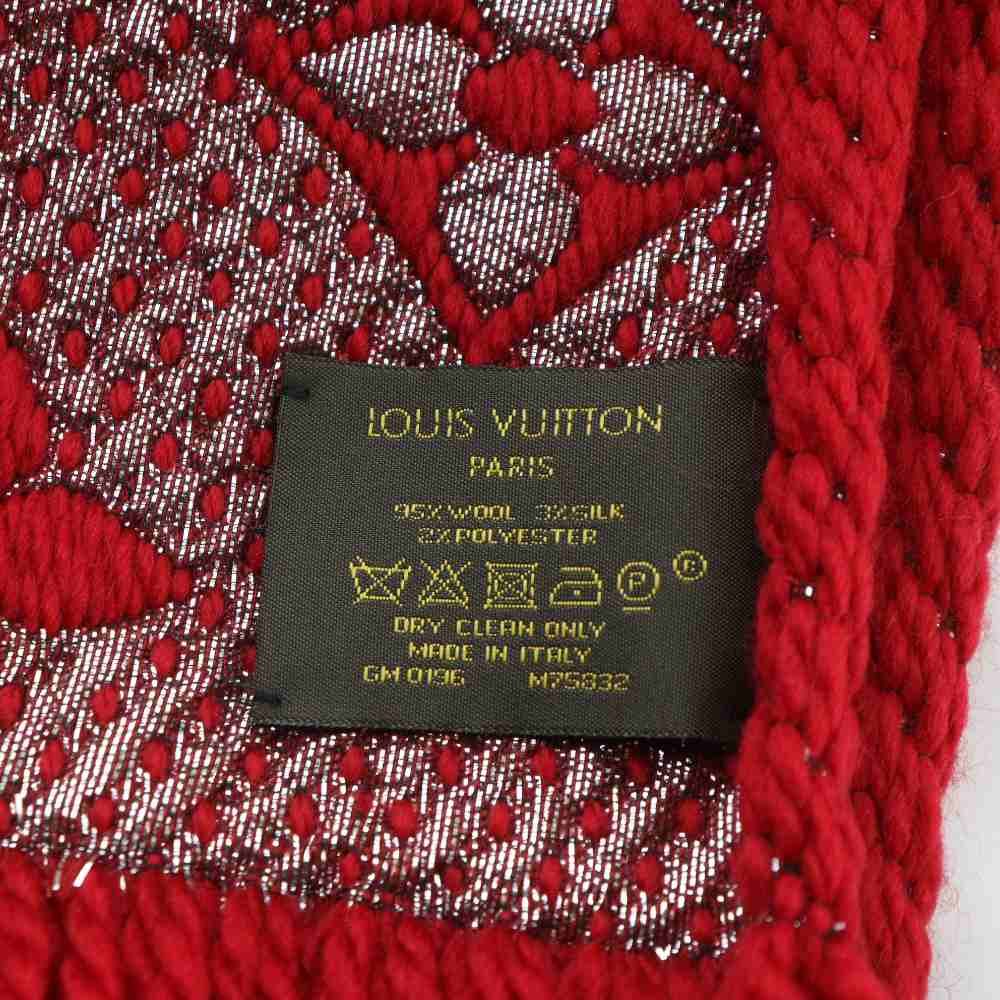 LOUIS VUITTON
PARIS
95% WOOL 3% SILK
2% POLYESTER
P ©
DRY CLEAN ONLY
MADE IN ITALY
GM 0196 M75832